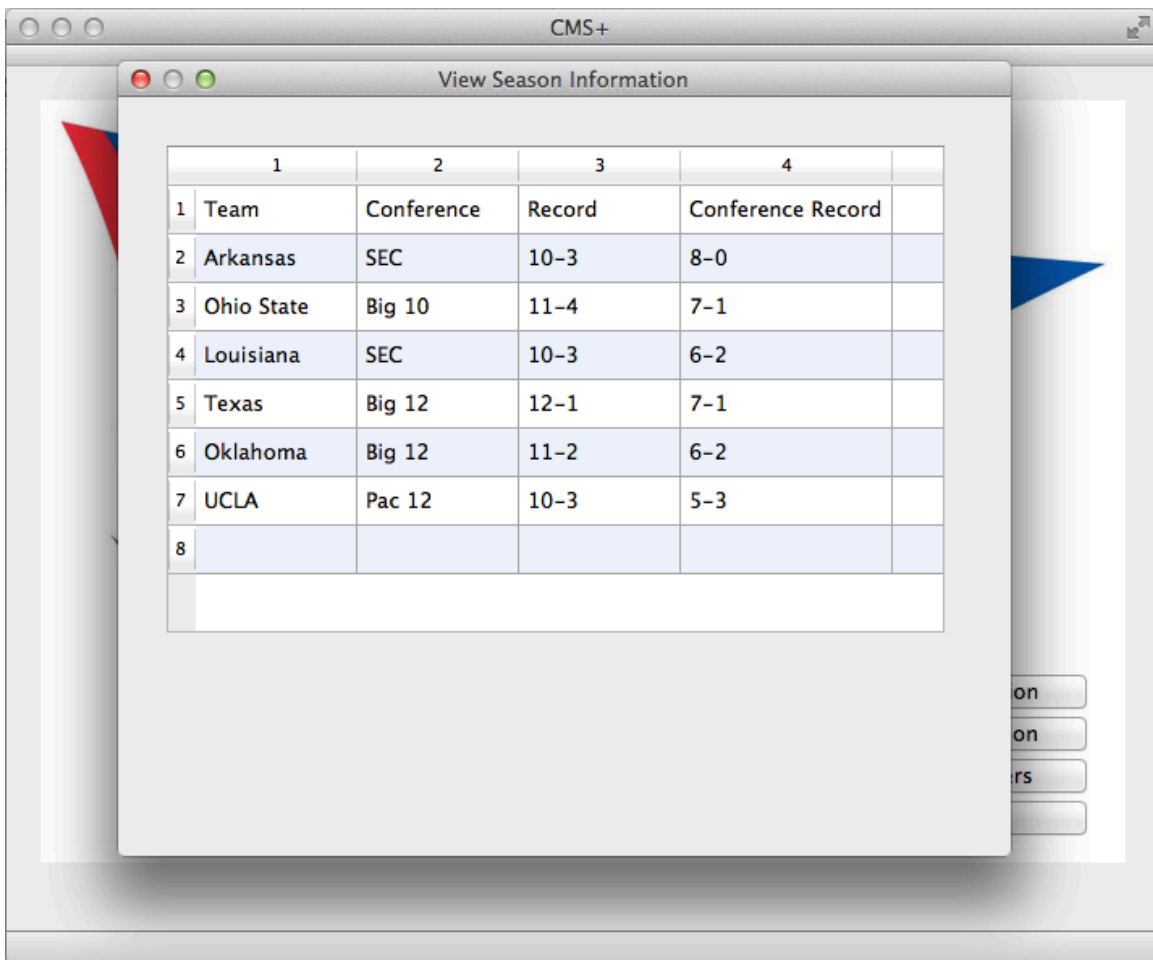 CMS+
View Season Information
1 2 3 4
1 Team Conference Record Conference Record
2 Arkansas SEC 10-3 8-0
3 Ohio State Big 10 11-4 7-1
4 Louisiana SEC 10-3 6-2
5 Texas Big 12 12-1 7-1
6 Oklahoma Big 12 11-2 6-2
7 UCLA Pac 12 10-3 5-3
8
on
on
ers